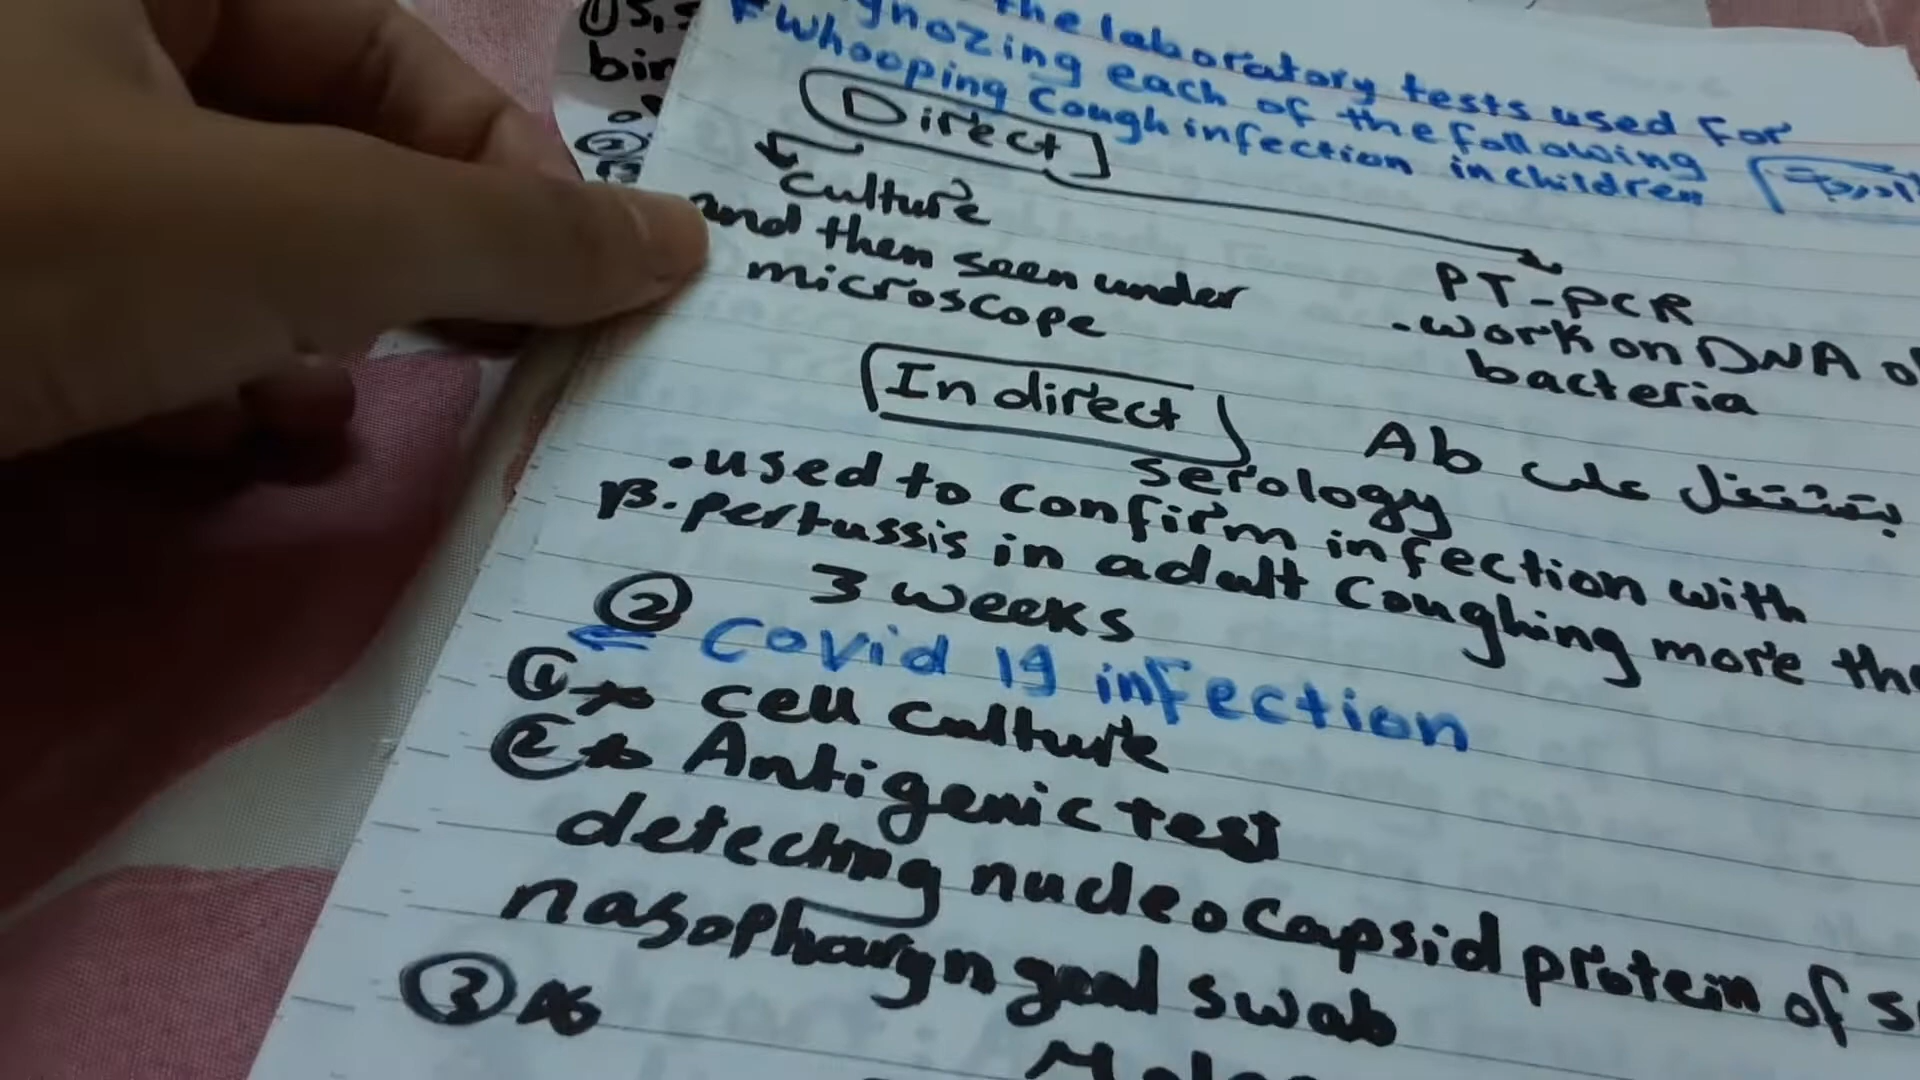 the laboratory tests used For
gnozing each of the following
Whooping Cough infection in children
Direct
Culture
and then seen under
microscope
PT-PCR
.work on DNA of
bacteria
Indirect
serology
Ab بتشتغل على
.used to confirm infection with
B.pertussis in adult Coughing more tha
3 weeks
② Covid 19 infection
① cell culture
② Antigenic test
detecting nucleocapsid protein of s
nasopharyngeal swab
③